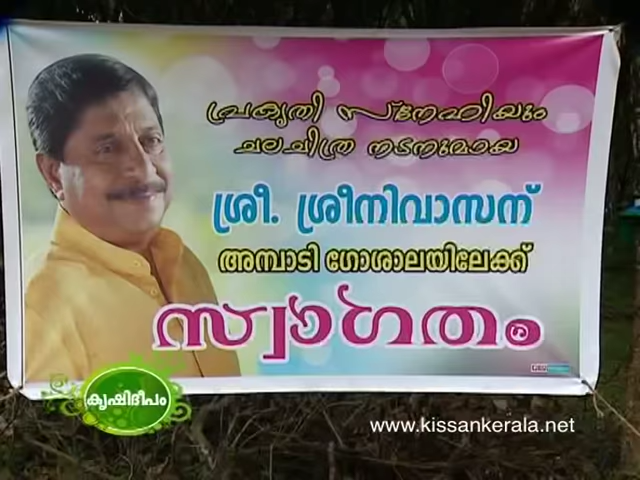 പ്രകൃതി സ്നേഹിയും
ചലചിത്ര നടനുമായ
ശ്രീ. ശ്രീനിവാസന്
അമ്പാടി ഗോശാലയിലേക്ക്
സ്വാഗതം
കൃഷിദീപം
www.kissankerala.net